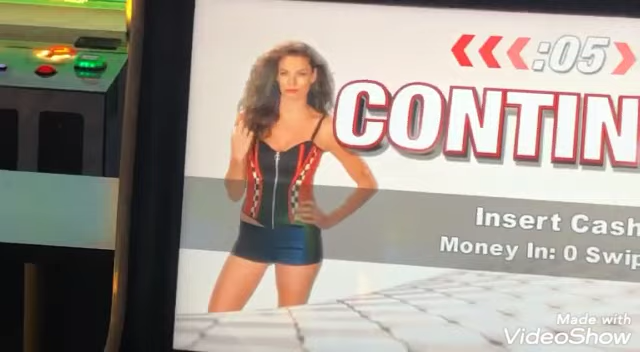 :05
CONTIN
Insert Cash
Money In: 0 Swip
Made with
VideoShow